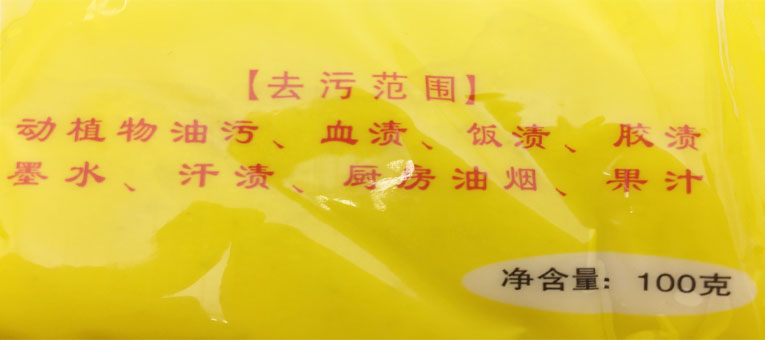 【去污范围】
动植物油污、血渍、饭渍、胶渍
墨水、汗渍、厨房油烟、果汁
净含量：100克